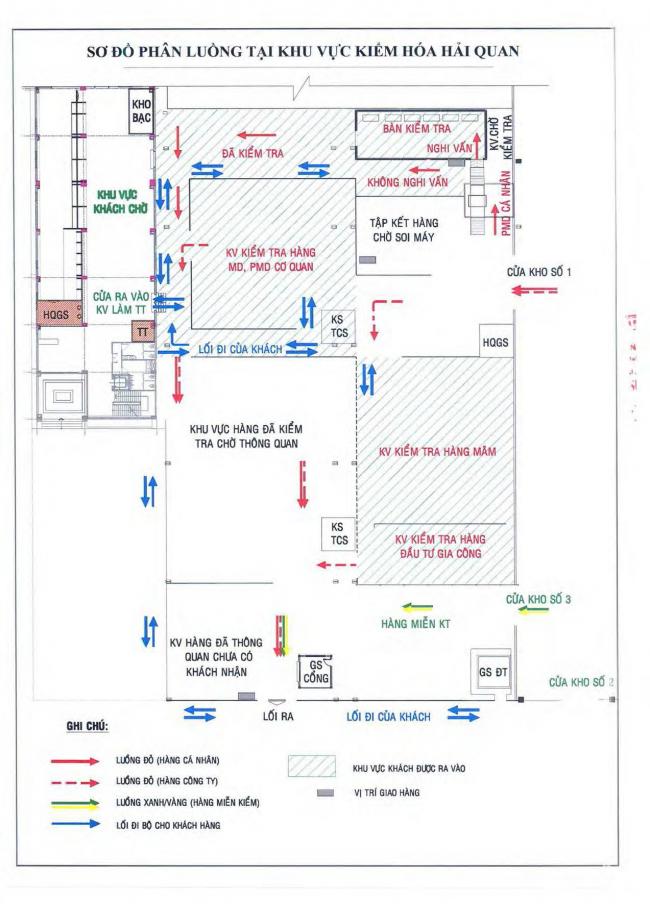 SƠ ĐỒ PHÂN LUỒNG TẠI KHU VỰC KIỂM HÓA HẢI QUAN
KHO
BẠC
BÀN KIỂM TRA
NGHI VẤN
KV.CHỜ
KIỂM TRA
ĐÃ KIỂM TRA
KHÔNG NGHI VẤN
PMD CÁ NHÂN
KHU VỰC
KHÁCH CHỜ
TẬP KẾT HÀNG
CHỜ SOI MÁY
KV KIỂM TRA HÀNG
MD, PMD CƠ QUAN
CỬA KHO SỐ 1
CỬA RA VÀO
KV LÀM TT
HQGS
TT
KS
TCS
HQGS
LỐI ĐI CỦA KHÁCH
KHU VỰC HÀNG ĐÃ KIỂM
TRA CHỜ THÔNG QUAN
KV KIỂM TRA HÀNG MÂM
KS
TCS
KV KIỂM TRA HÀNG
ĐẦU TƯ GIA CÔNG
CỬA KHO SỐ 3
HÀNG MIỄN KT
KV HÀNG ĐÃ THÔNG
QUAN CHƯA CÓ
KHÁCH NHẬN
GS
CỔNG
GS ĐT
CỬA KHO SỐ 2
LỐI RA
LỐI ĐI CỦA KHÁCH
GHI CHÚ:
LUỒNG ĐỎ (HÀNG CÁ NHÂN)
LUỒNG ĐỎ (HÀNG CÔNG TY)
LUỒNG XANH/VÀNG (HÀNG MIỄN KIỂM)
LỐI ĐI BỘ CHO KHÁCH HÀNG
KHU VỰC KHÁCH ĐƯỢC RA VÀO
VỊ TRÍ GIAO HÀNG